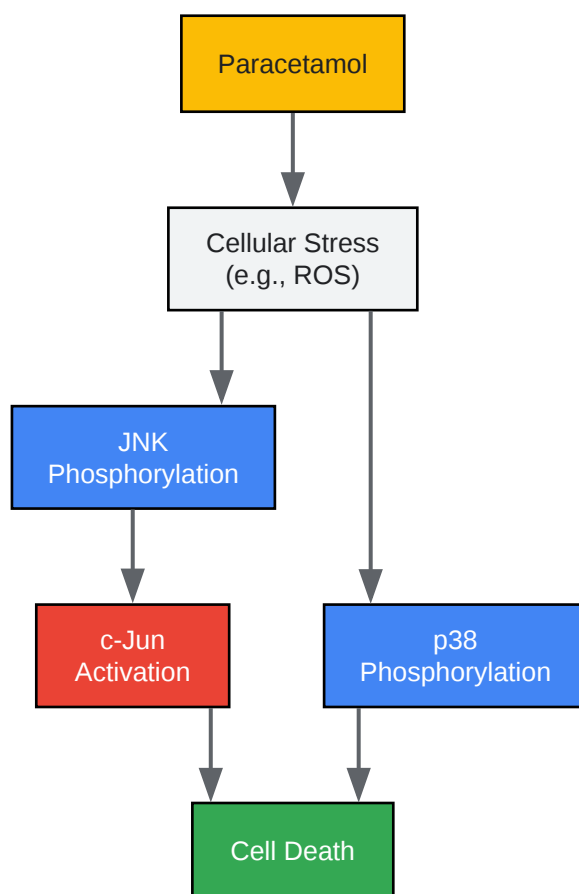 Paracetamol
Cellular Stress
(e.g., ROS)
JNK
Phosphorylation
c-Jun
Activation
p38
Phosphorylation
Cell Death